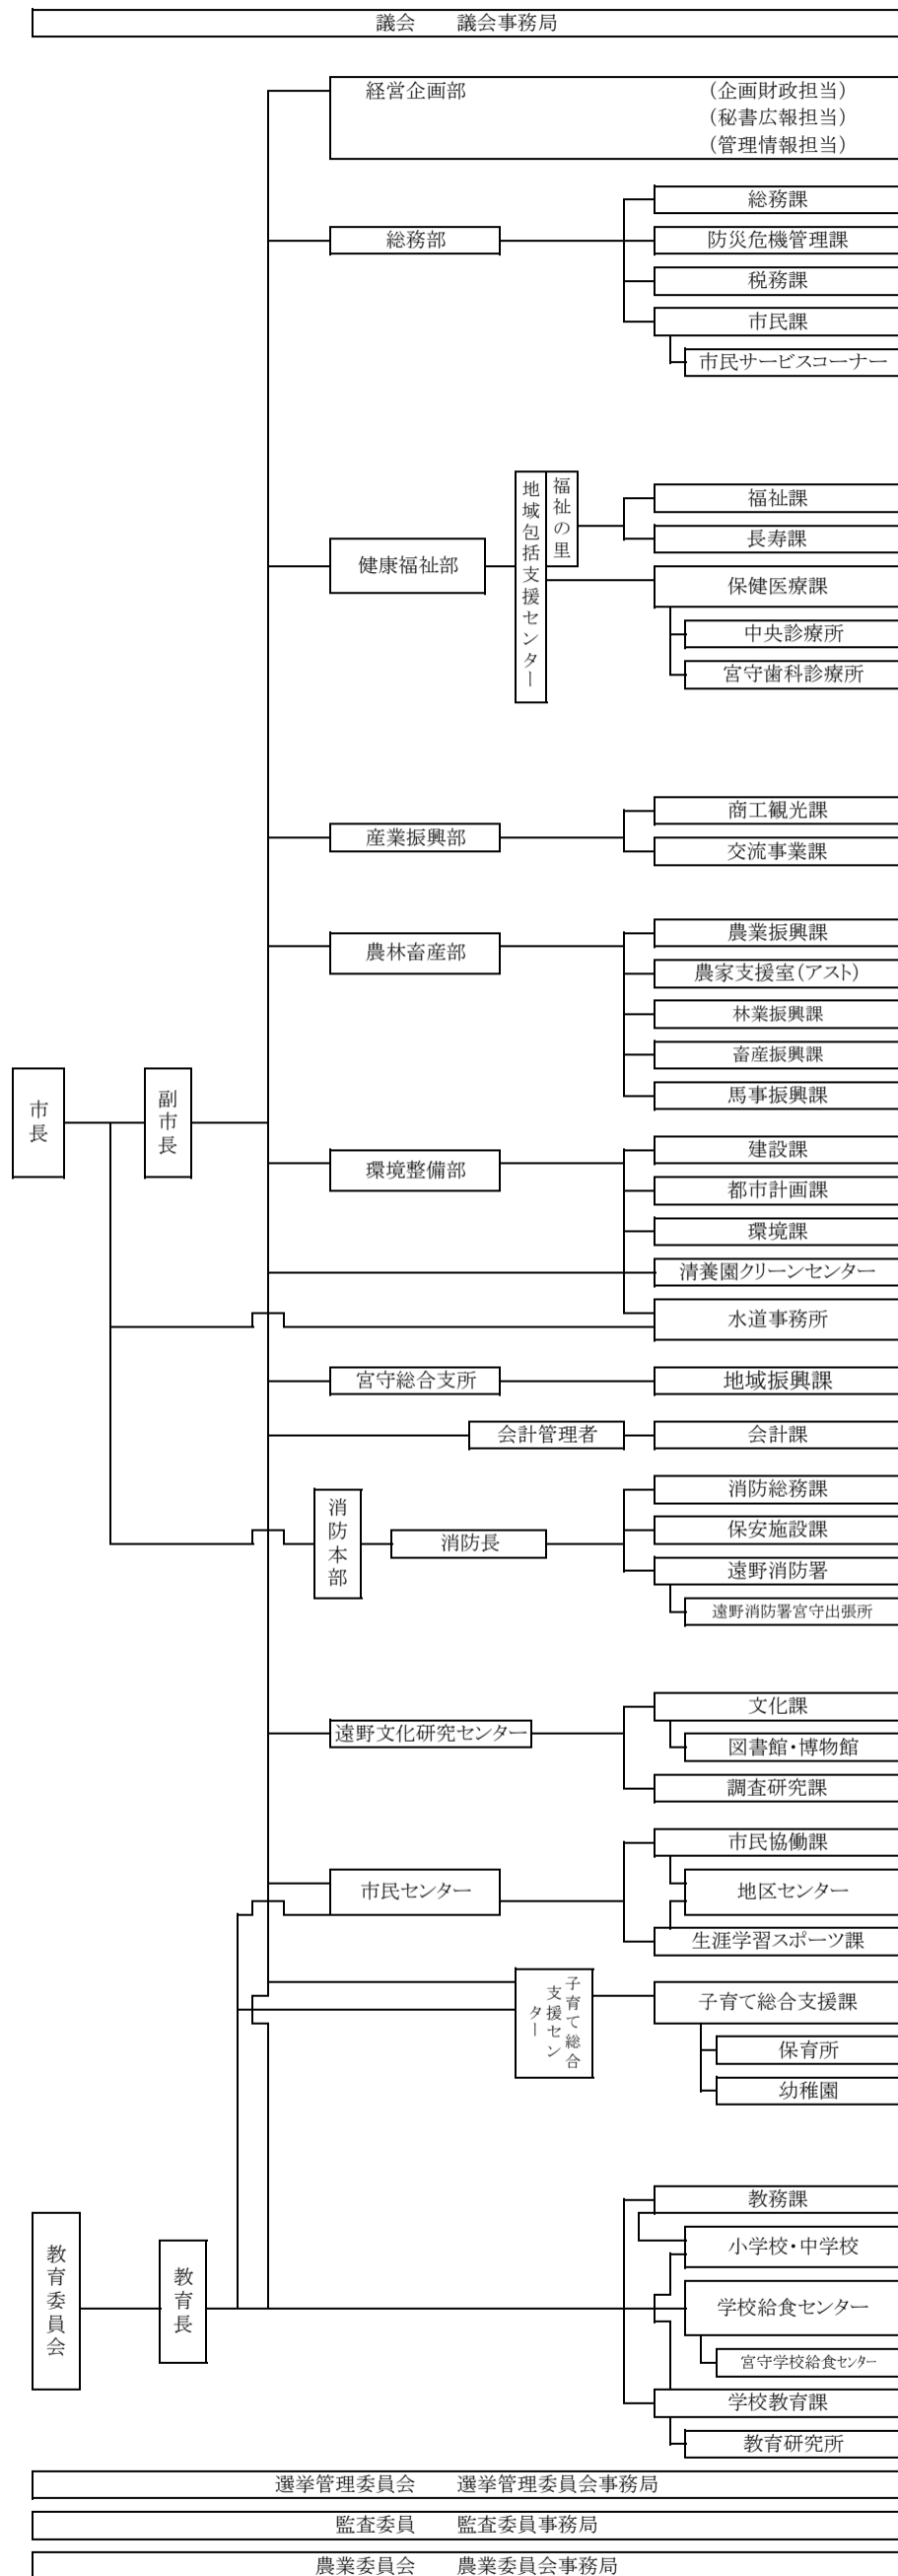 議会 議会事務局
経営企画部 （企画財政担当）
（秘書広報担当）
（管理情報担当）
総務課
総務部
防災危機管理課
税務課
市民課
市民サービスコーナー
地域包括支援センター
福祉の里
福祉課
長寿課
健康福祉部
保健医療課
中央診療所
宮守歯科診療所
商工観光課
産業振興部
交流事業課
農業振興課
農林畜産部
農家支援室（アスト）
林業振興課
畜産振興課
馬事振興課
市長
副市長
建設課
環境整備部
都市計画課
環境課
清養園クリーンセンター
水道事務所
宮守総合支所
地域振興課
会計管理者
会計課
消防総務課
消防本部
消防長
保安施設課
遠野消防署
遠野消防署宮守出張所
文化課
遠野文化研究センター
図書館・博物館
調査研究課
市民協働課
市民センター
地区センター
生涯学習スポーツ課
子育て総合
支援セン
ター
子育て総合支援課
保育所
幼稚園
教務課
教育委員会
教育長
小学校・中学校
学校給食センター
宮守学校給食センター
学校教育課
教育研究所
選挙管理委員会 選挙管理委員会事務局
監査委員 監査委員事務局
農業委員会 農業委員会事務局